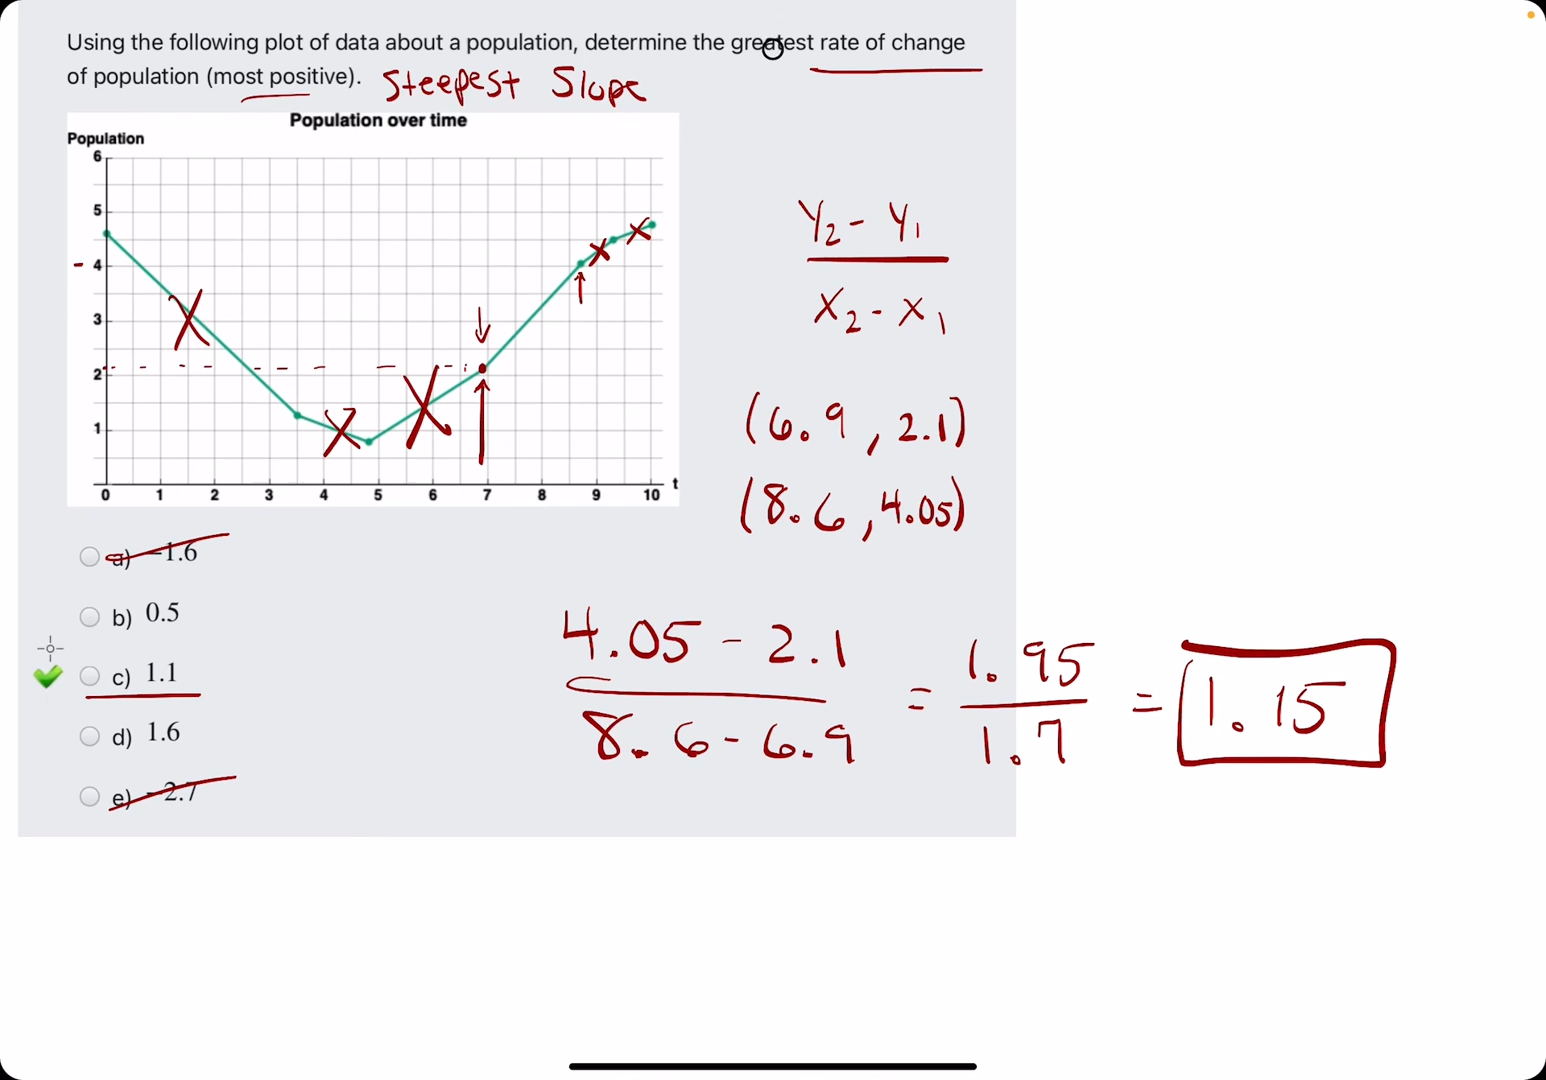 Using the following plot of data about a population, determine the greatest rate of change
of population (most positive). Steepest Slope
Population over time
Population
6
5
- 4
3
2
1
0 1 2 3 4 5 6 7 8 9 10 t
Y2 - Y1
X2 - X1
(6.9, 2.1)
(8.6, 4.05)
a) -1.6
b) 0.5
c) 1.1
d) 1.6
e) -2.7
4.05 - 2.1
8.6 - 6.9
=
1.95
1.7
= 1.15